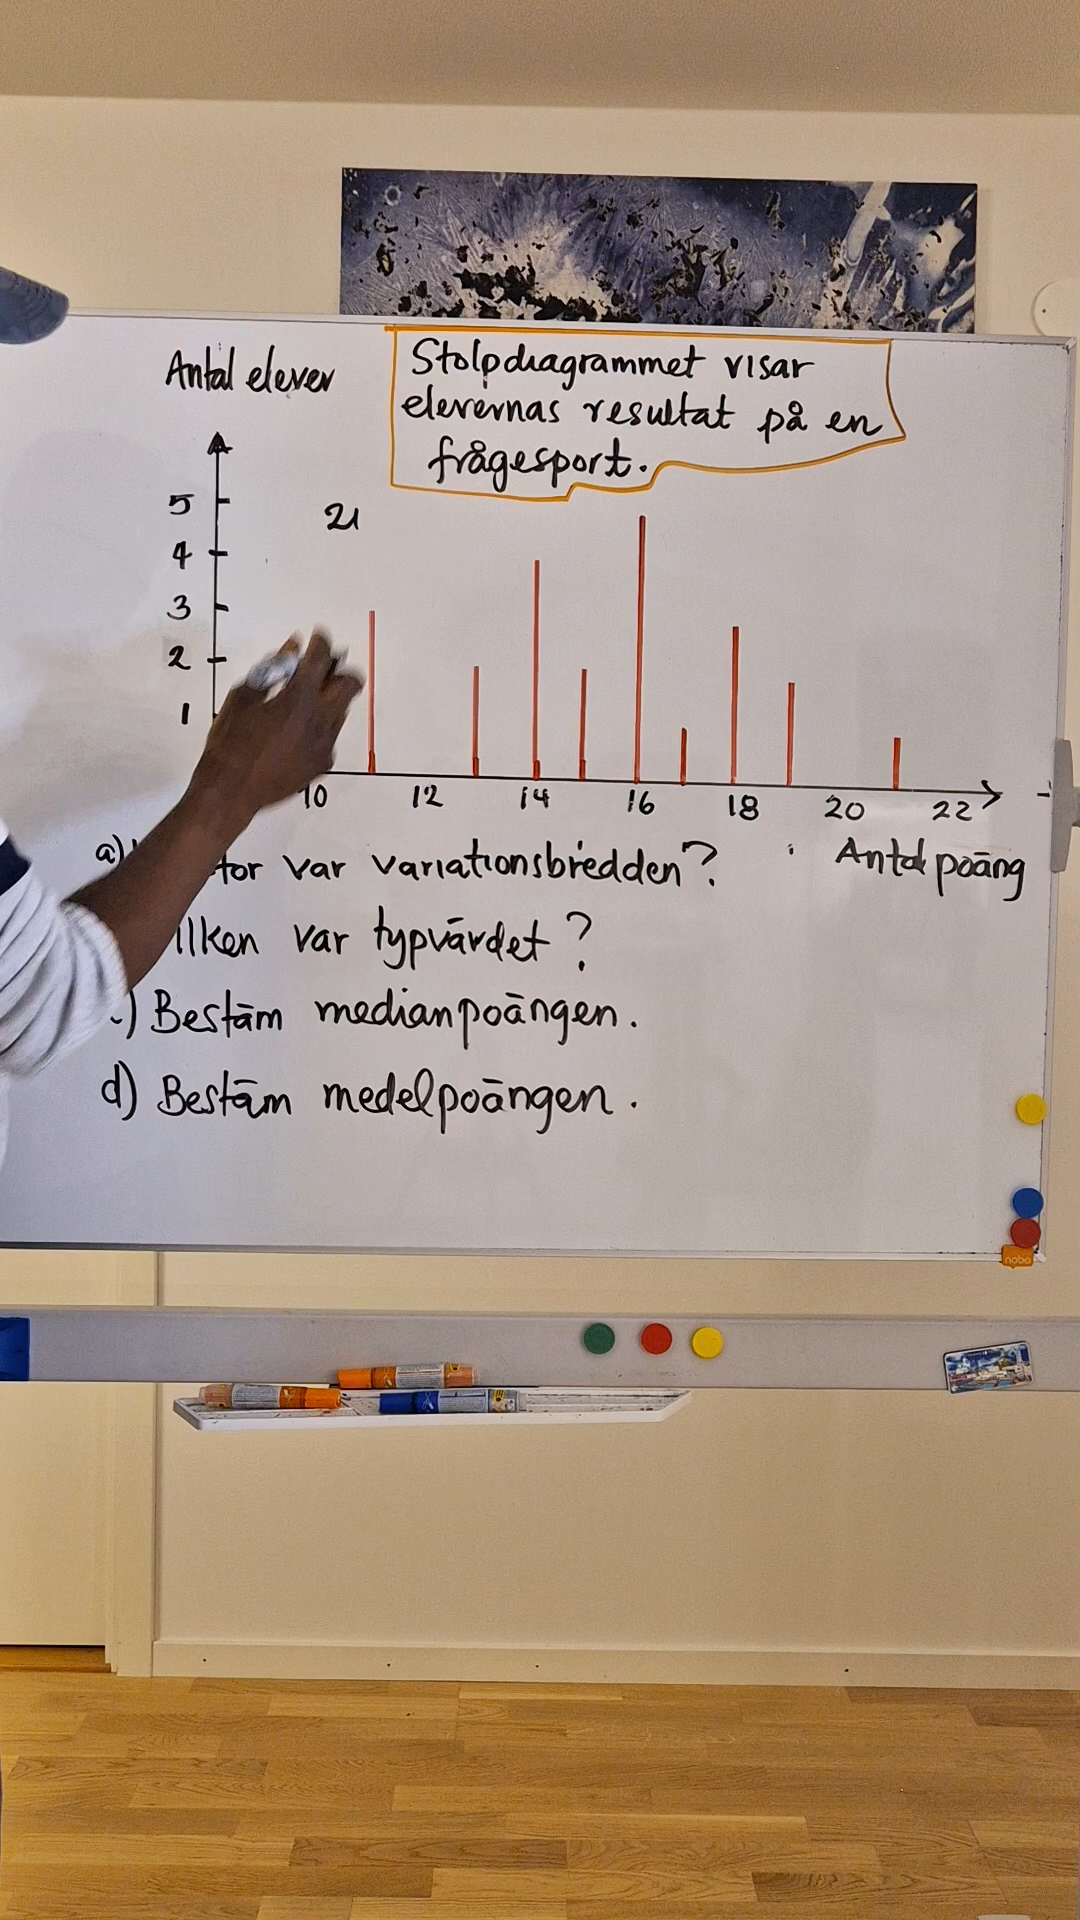 Antal elever
Stolpdiagrammet visar
elevernas resultat på en
frågesport.
5
21
4
3
2
1
10 12 14 16 18 20 22
Antal poäng
a) var variationsbredden?
var typvärdet?
) Bestäm medianpoängen.
d) Bestäm medelpoängen.
nobo